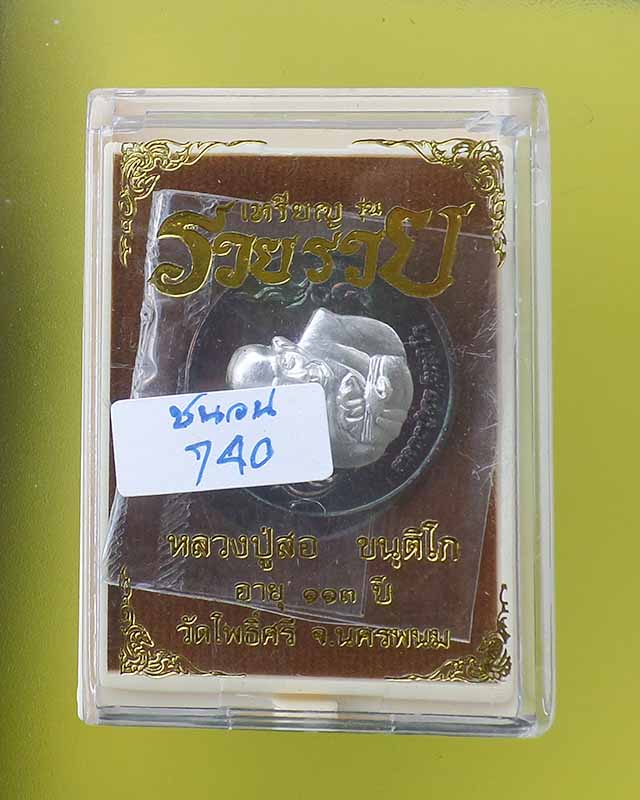 เหรียญ รุ่น
รวยรวย
ชนวน
740
หลวงปู่สอ ขนฺติโก
อายุ ๑๑๓ ปี
วัดโพธิ์ศรี จ.นครพนม